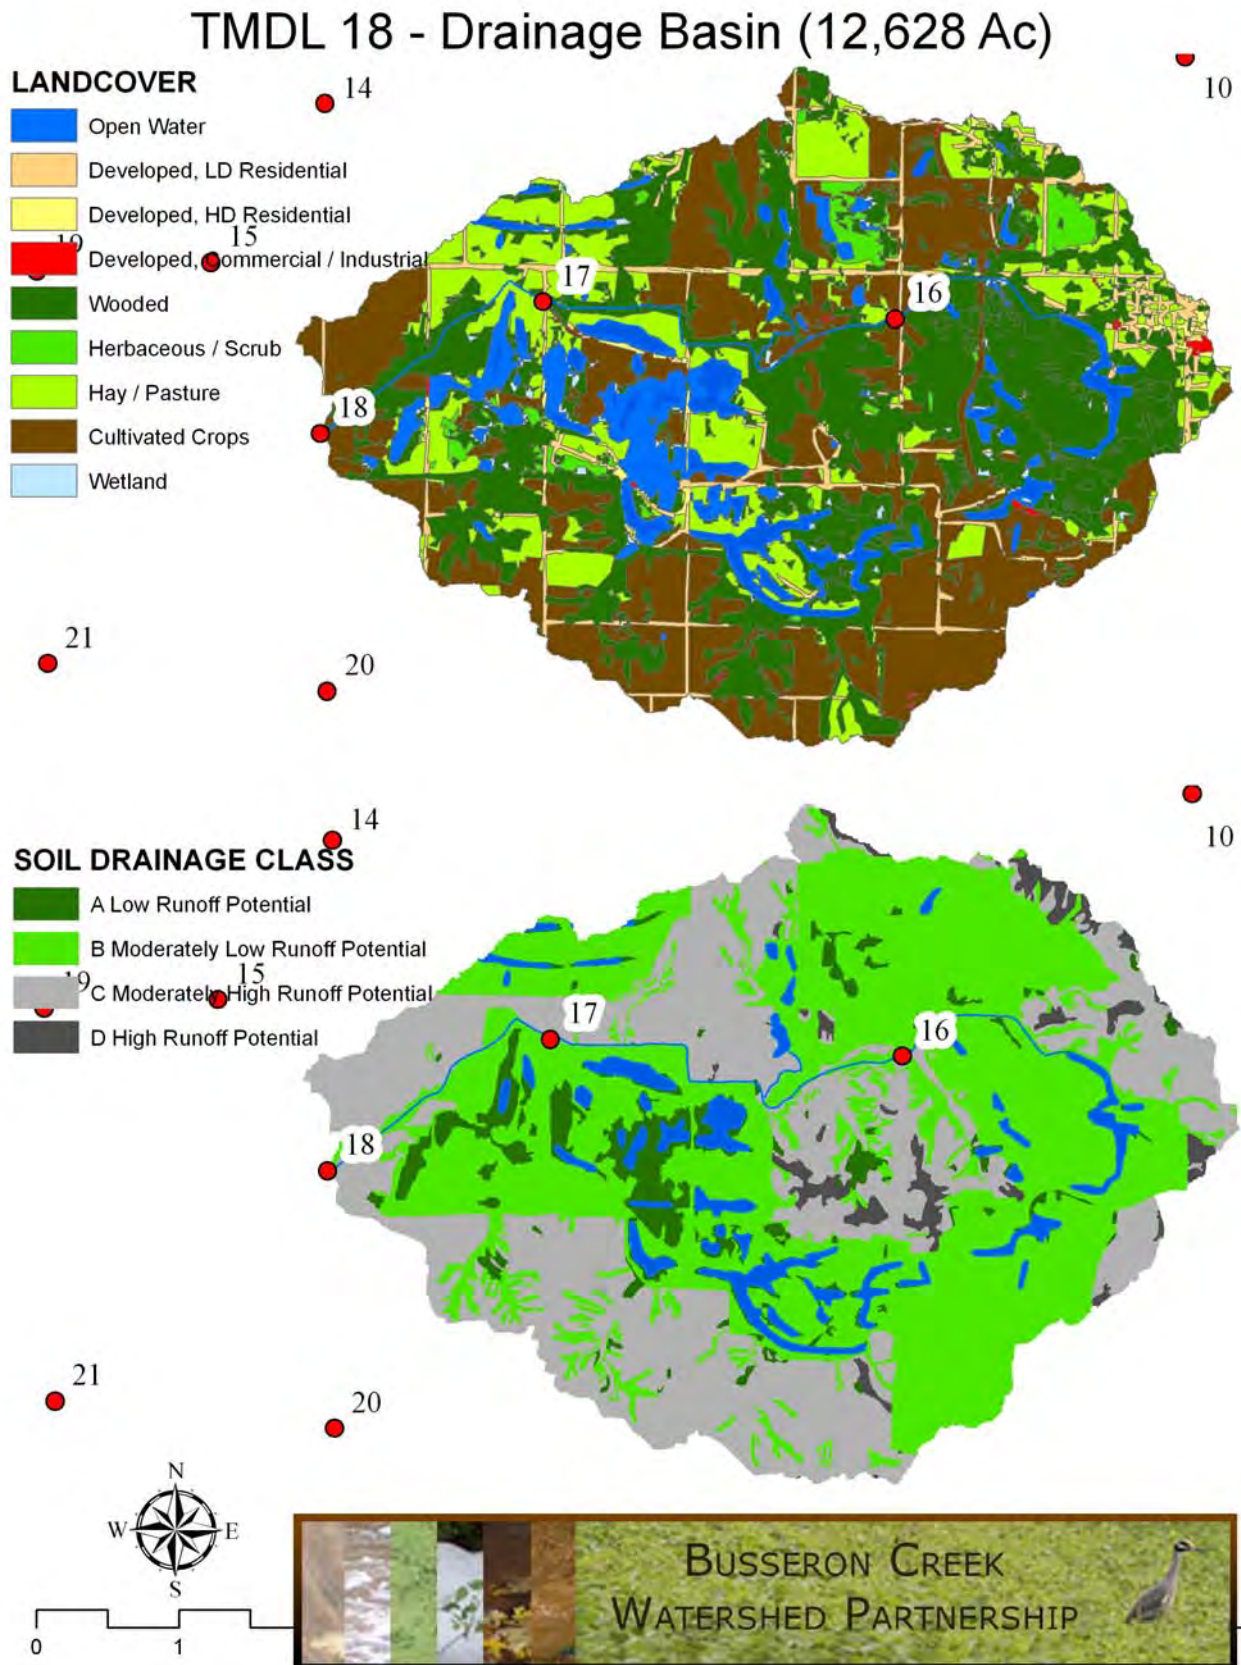 TMDL 18 - Drainage Basin (12,628 Ac)
LANDCOVER
14
10
Open Water
Developed, LD Residential
Developed, HD Residential
19
15
Developed, Commercial / Industrial
17
16
Wooded
Herbaceous / Scrub
Hay / Pasture
18
Cultivated Crops
Wetland
21
20
14
10
SOIL DRAINAGE CLASS
A Low Runoff Potential
B Moderately Low Runoff Potential
19
15
C Moderately High Runoff Potential
17
16
D High Runoff Potential
18
21
20
N
W E
S
0 1
BUSSERON CREEK
WATERSHED PARTNERSHIP